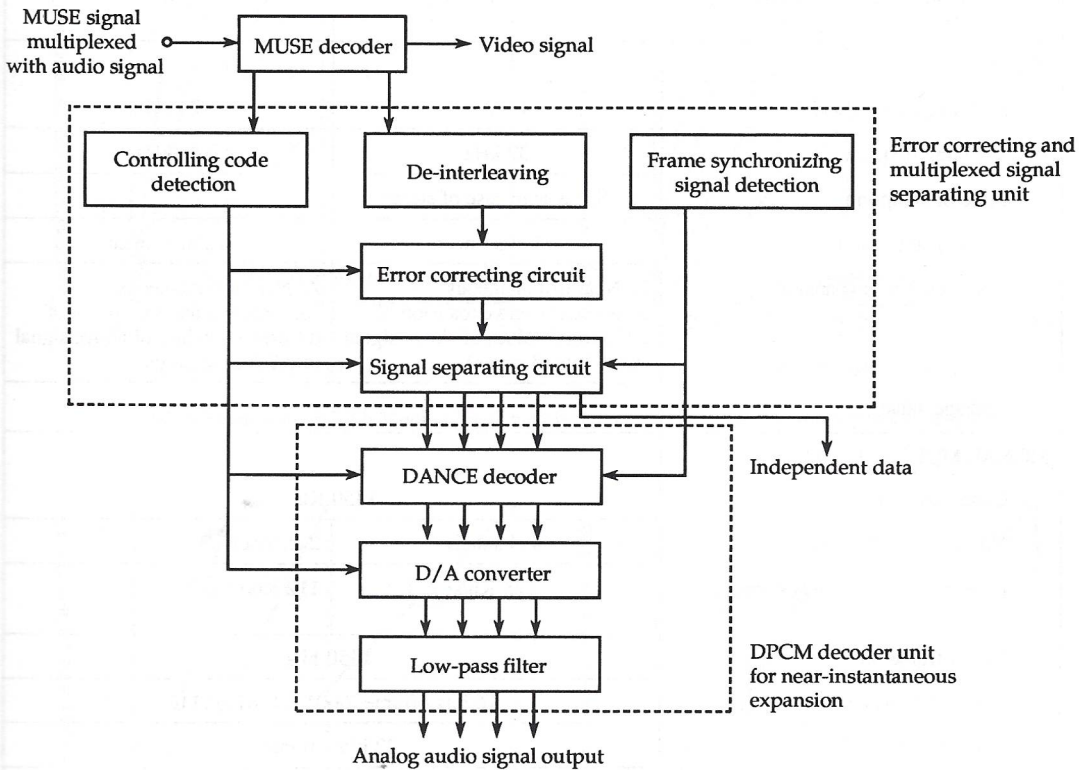 MUSE signal
multiplexed
with audio signal
MUSE decoder
Video signal
Controlling code
detection
De-interleaving
Frame synchronizing
signal detection
Error correcting and
multiplexed signal
separating unit
Error correcting circuit
Signal separating circuit
Independent data
DANCE decoder
D/A converter
Low-pass filter
DPCM decoder unit
for near-instantaneous
expansion
Analog audio signal output